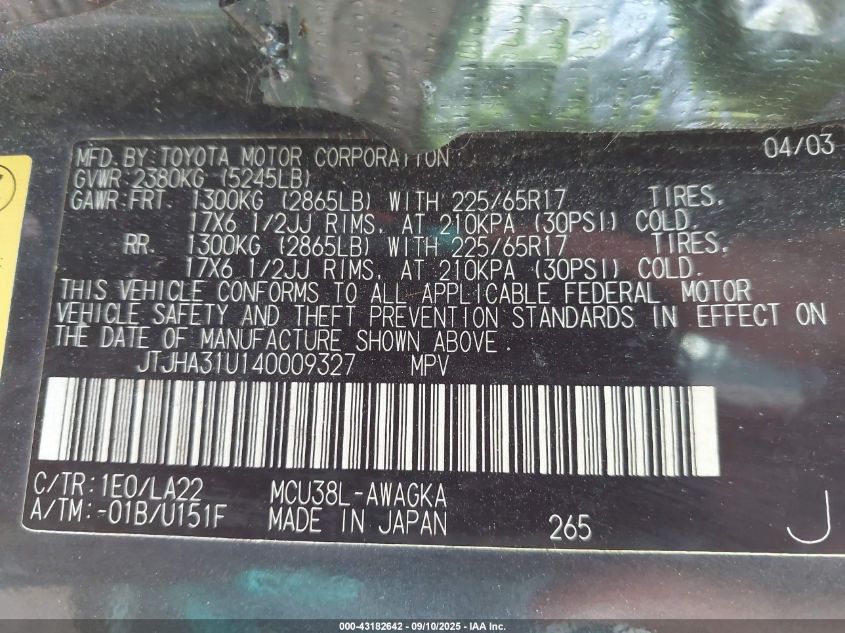 MFD.BY:TOYOTA MOTOR CORPORATION: 04/03
GVWR:2380KG (5245LB)
GAWR:FRT. 1300KG (2865LB) WITH 225/65R17 TIRES,
17X6 1/2JJ RIMS, AT 210KPA (30PSI) COLD.
RR. 1300KG (2865LB) WITH 225/65R17 TIRES,
17X6 1/2JJ RIMS, AT 210KPA (30PSI) COLD.
THIS VEHICLE CONFORMS TO ALL APPLICABLE FEDERAL MOTOR
VEHICLE SAFETY AND THEFT PREVENTION STANDARDS IN EFFECT ON
THE DATE OF MANUFACTURE SHOWN ABOVE.
JTJHA31U140009327 MPV
C/TR:1E0/LA22 MCU38L-AWAGKA
A/TM:-01B/U151F MADE IN JAPAN 265 J
000-43182642 - 09/10/2025 - IAA Inc.